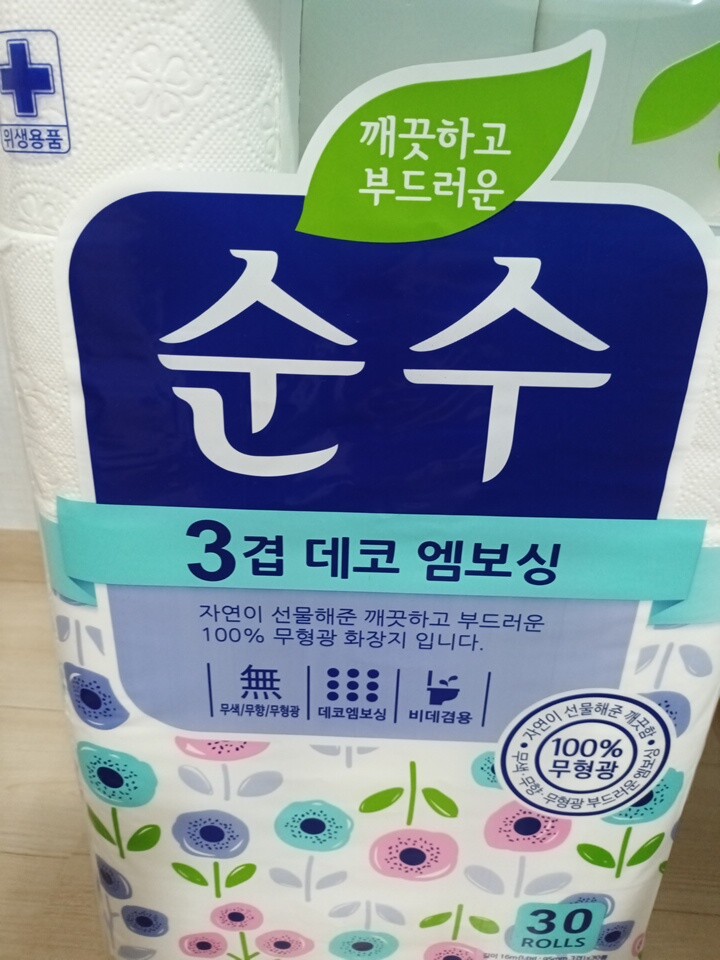 위생용품
깨끗하고
부드러운
순수
3겹 데코 엠보싱
자연이 선물해준 깨끗하고 부드러운
100% 무형광 화장지 입니다.
無
무색/무향/무형광
데코엠보싱
비데겸용
자연이 선물해준 깨끗함
100%
무형광
무색·무향·무형광 부드러운 엠보싱
30
ROLLS